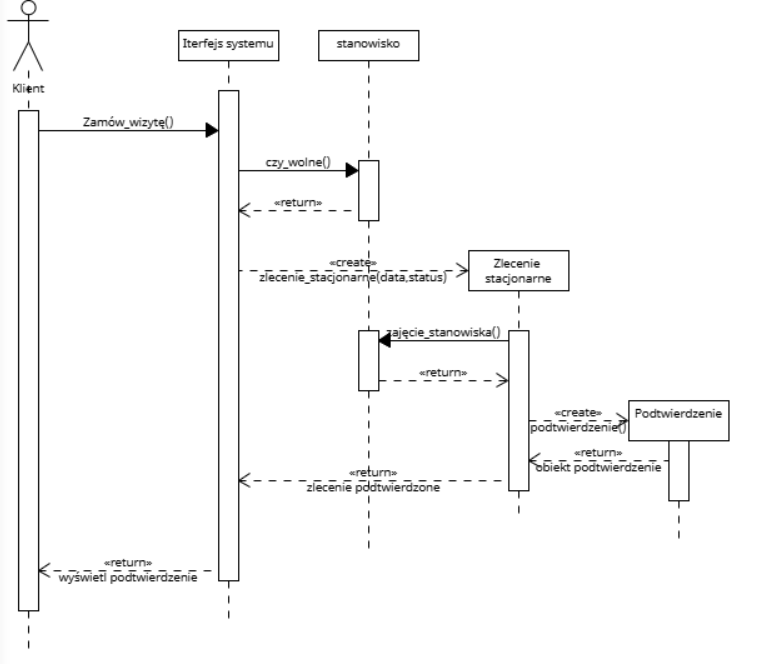 Iterfejs systemu
stanowisko
Klient
Zamów_wizytę()
czy_wolne()
«return»
«create»
zlecenie_stacjonarne(data,status)
Zlecenie
stacjonarne
zajęcie_stanowiska()
«return»
«create»
podtwierdzenie()
Podtwierdzenie
«return»
obiekt podtwierdzenie
«return»
zlecenie podtwierdzone
«return»
wyświetl podtwierdzenie